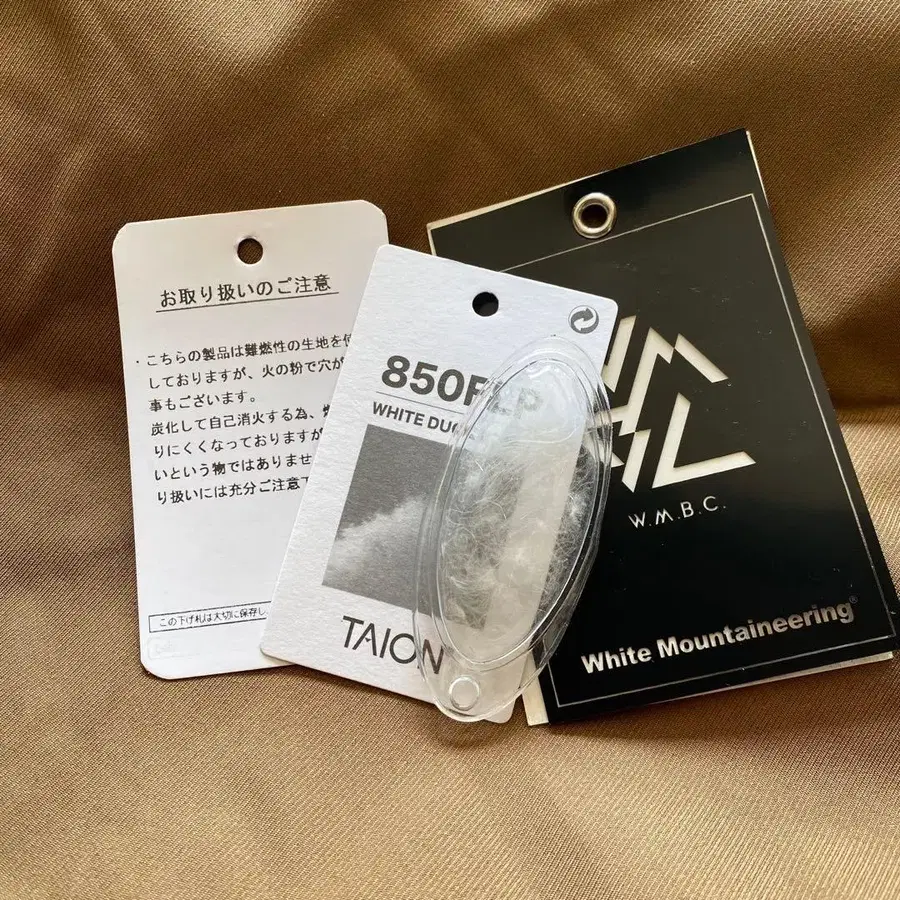 お取り扱いのご注意
・こちらの製品は難燃性の生地を使
しておりますが、火の粉で穴が
事もございます。
炭化して自己消火する為、燃
りにくくなっておりますが
いという物ではありませ
り扱いには充分ご注意下
この下げ札は大切に保存し
850
WHITE DUC
TAION
W.M.B.C.
White Mountaineering®